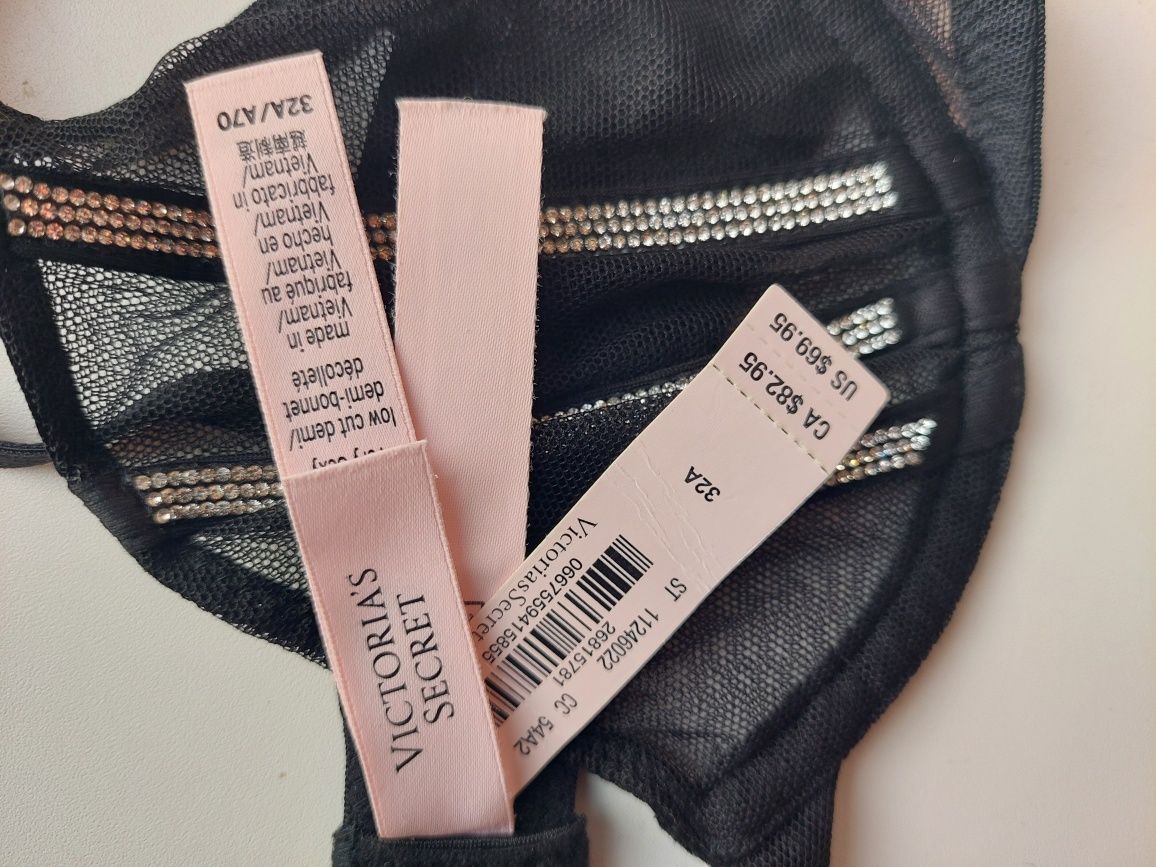 VICTORIA'S
SECRET
low cut demi/
demi-bonnet
décolleté
made in
Vietnam/
fabriqué au
Vietnam/
hecho en
Vietnam/
fabricato in
Vietnam/
越南制造
32A/A70
VictoriasSecret
0667559415855
26815781
ST 11246022 CC 54A2
32A
CA $82.95
US $69.95